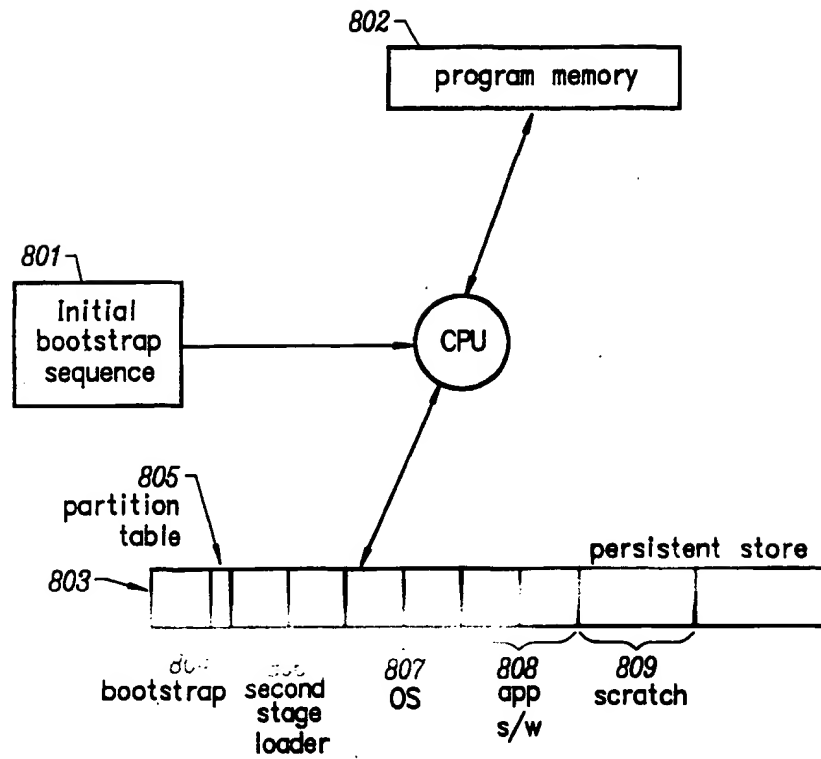 802
program memory
801
Initial
bootstrap
sequence
CPU
805
partition
table
persistent store
803
bootstrap
second
stage
loader
807
OS
808
app
s/w
809
scratch